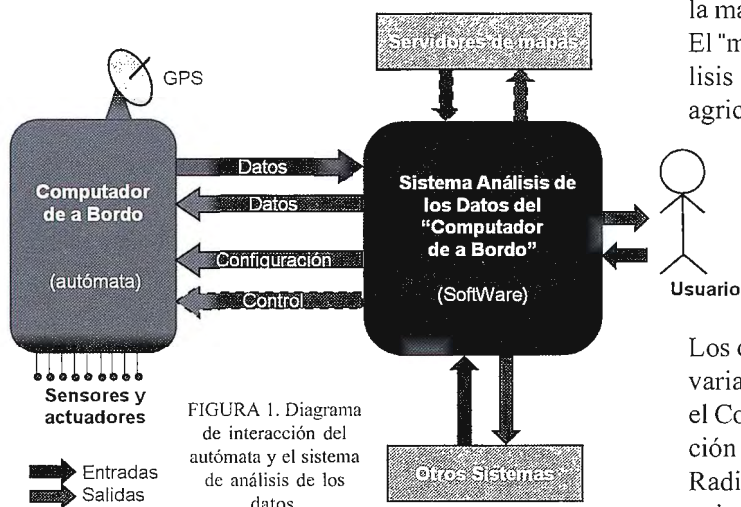 Servidores de mapas
GPS
Computador
de a Bordo
(autómata)
Datos
Datos
Configuración
Control
Sistema Análisis de
los Datos del
“Computador
de a Bordo”
(SoftWare)
Usuario
Sensores y
actuadores
Entradas
Salidas
FIGURA 1. Diagrama
de interacción del
autómata y el sistema
de análisis de los
datos
Otros Sistemas
la ma
El "m
lisis
agric
Los
varia
el Co
ción
Radi